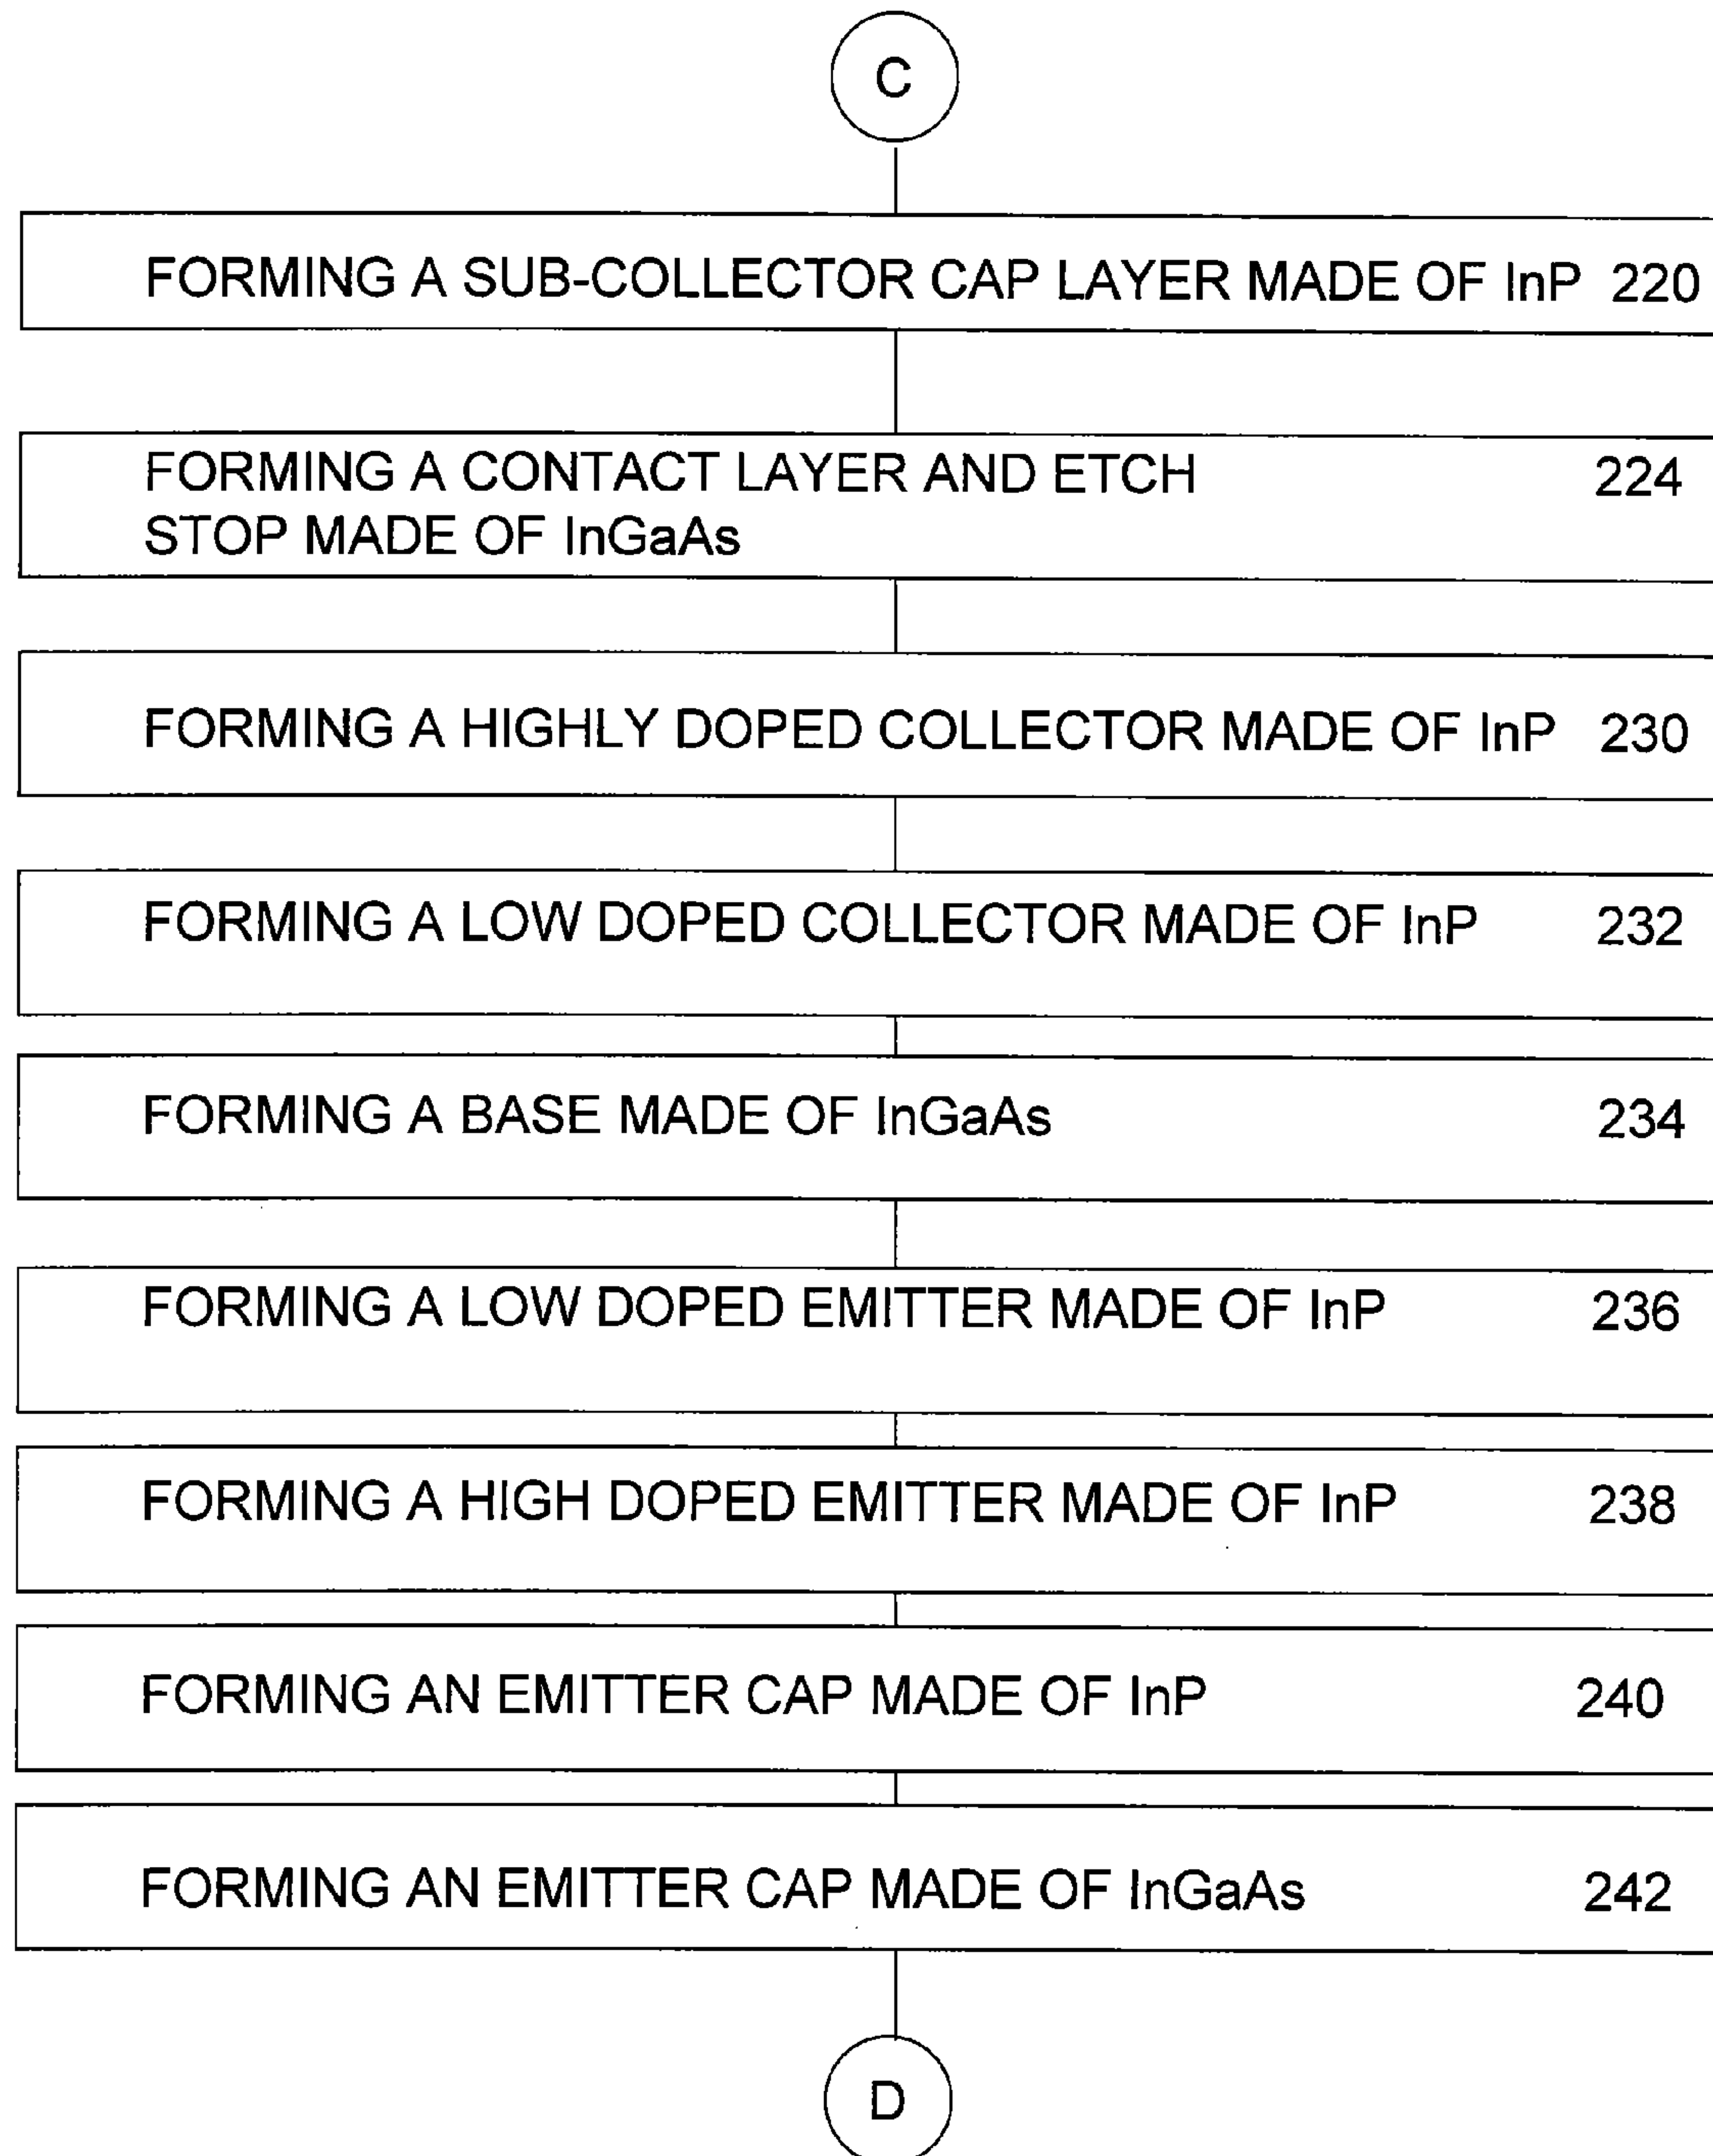 C
FORMING A SUB-COLLECTOR CAP LAYER MADE OF InP 220
FORMING A CONTACT LAYER AND ETCH 224
STOP MADE OF InGaAs
FORMING A HIGHLY DOPED COLLECTOR MADE OF InP 230
FORMING A LOW DOPED COLLECTOR MADE OF InP 232
FORMING A BASE MADE OF InGaAs 234
FORMING A LOW DOPED EMITTER MADE OF InP 236
FORMING A HIGH DOPED EMITTER MADE OF InP 238
FORMING AN EMITTER CAP MADE OF InP 240
FORMING AN EMITTER CAP MADE OF InGaAs 242
D